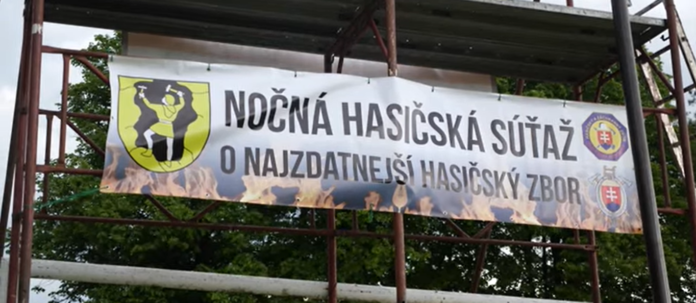 NOČNÁ HASIČSKÁ SÚŤAŽ
O NAJZDATNEJŠÍ HASIČSKÝ ZBOR